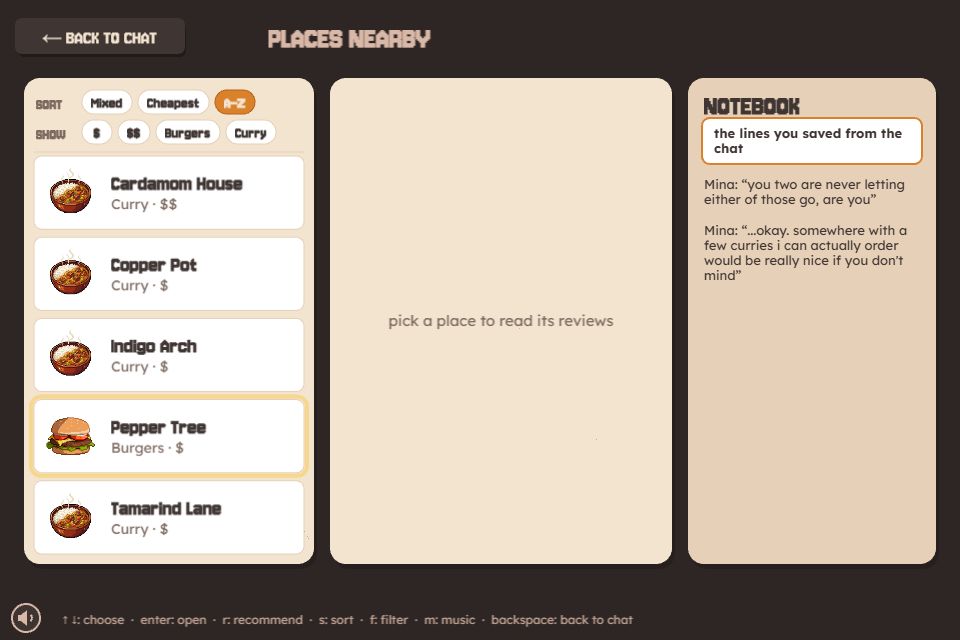 ← BACK TO CHAT
PLACES NEARBY
SORT Mixed Cheapest A-Z
SHOW $ $$ Burgers Curry
Cardamom House
Curry · $$
Copper Pot
Curry · $
Indigo Arch
Curry · $
Pepper Tree
Burgers · $
Tamarind Lane
Curry · $
pick a place to read its reviews
NOTEBOOK
the lines you saved from the
chat
Mina: “you two are never letting
either of those go, are you”
Mina: “...okay. somewhere with a
few curries i can actually order
would be really nice if you don't
mind”
↑ ↓: choose · enter: open · r: recommend · s: sort · f: filter · m: music · backspace: back to chat